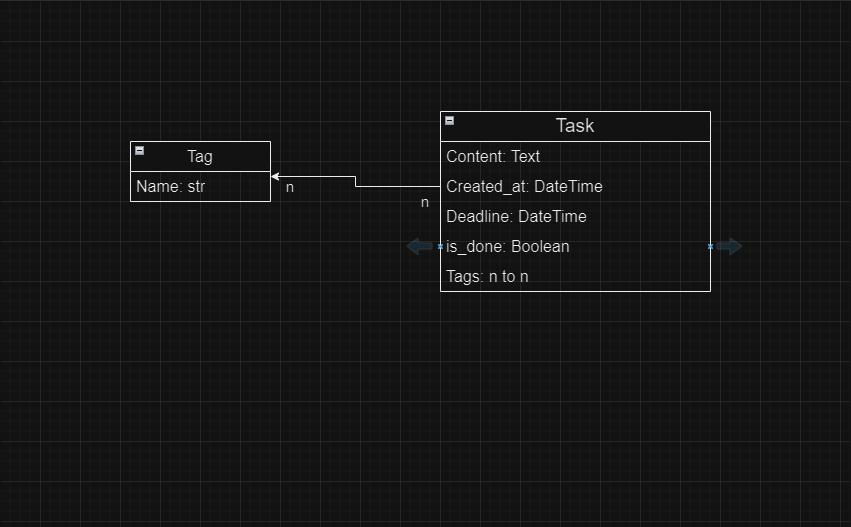 Tag
Name: str
n
n
Task
Content: Text
Created_at: DateTime
Deadline: DateTime
is_done: Boolean
Tags: n to n